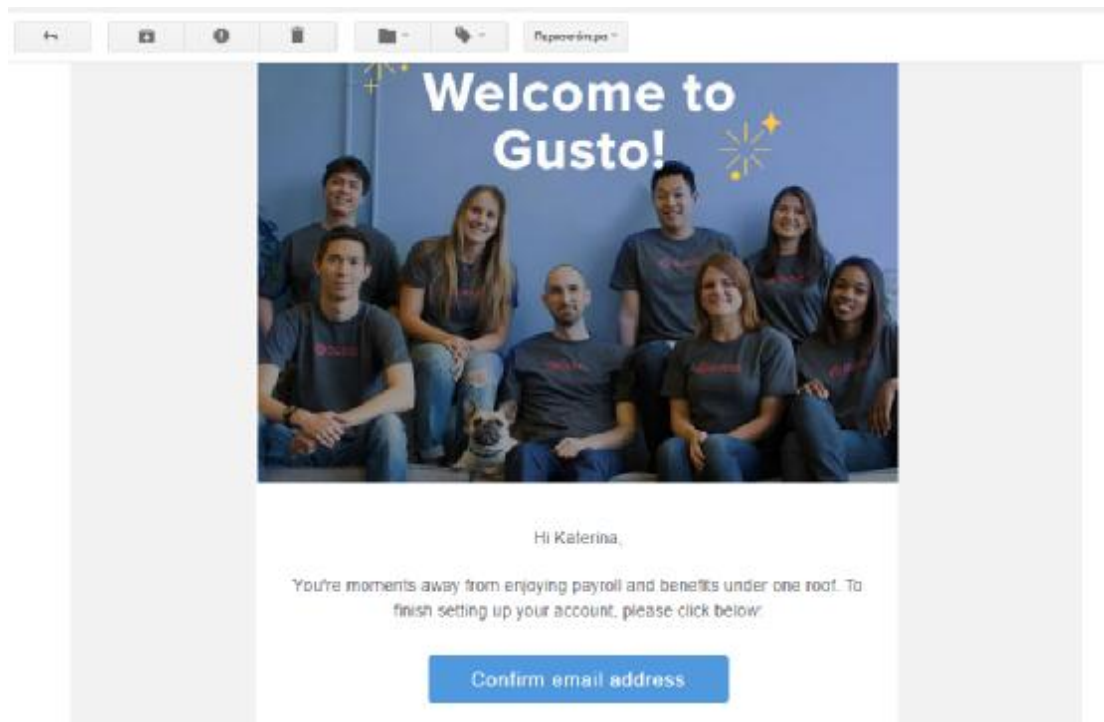 Περισσότερα
Welcome to
Gusto!
Hi Katerina,
You're moments away from enjoying payroll and benefits under one roof. To
finish setting up your account, please click below:
Confirm email address